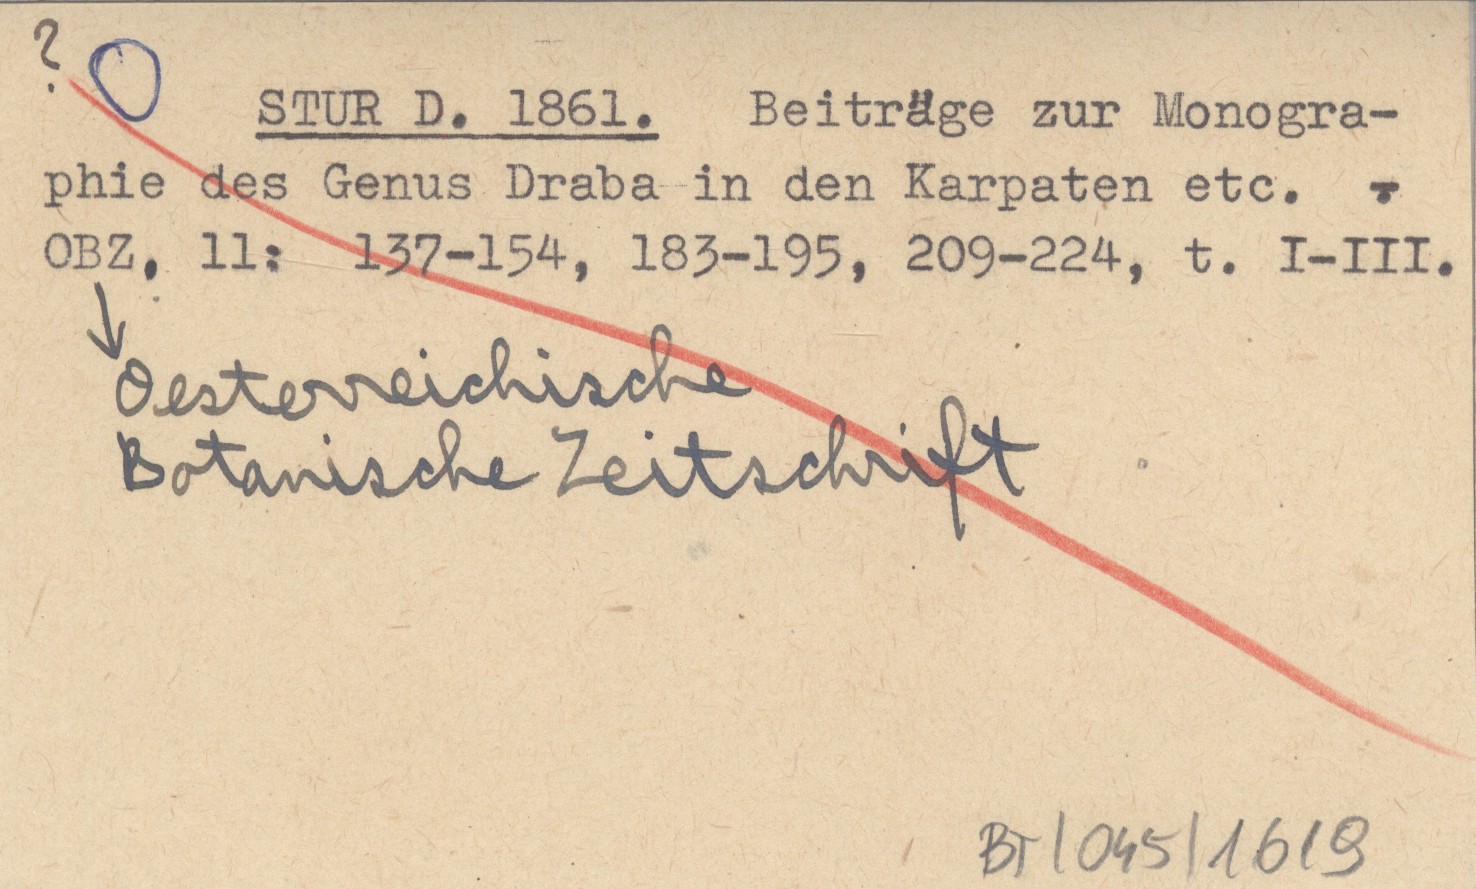 ?
STUR D. 1861. Beiträge zur Monogra-
phie des Genus Draba in den Karpaten etc. -
OBZ, 11: 137-154, 183-195, 209-224, t. I-III.
Oesterreichische
Botanische Zeitschrift
BT/045/1619